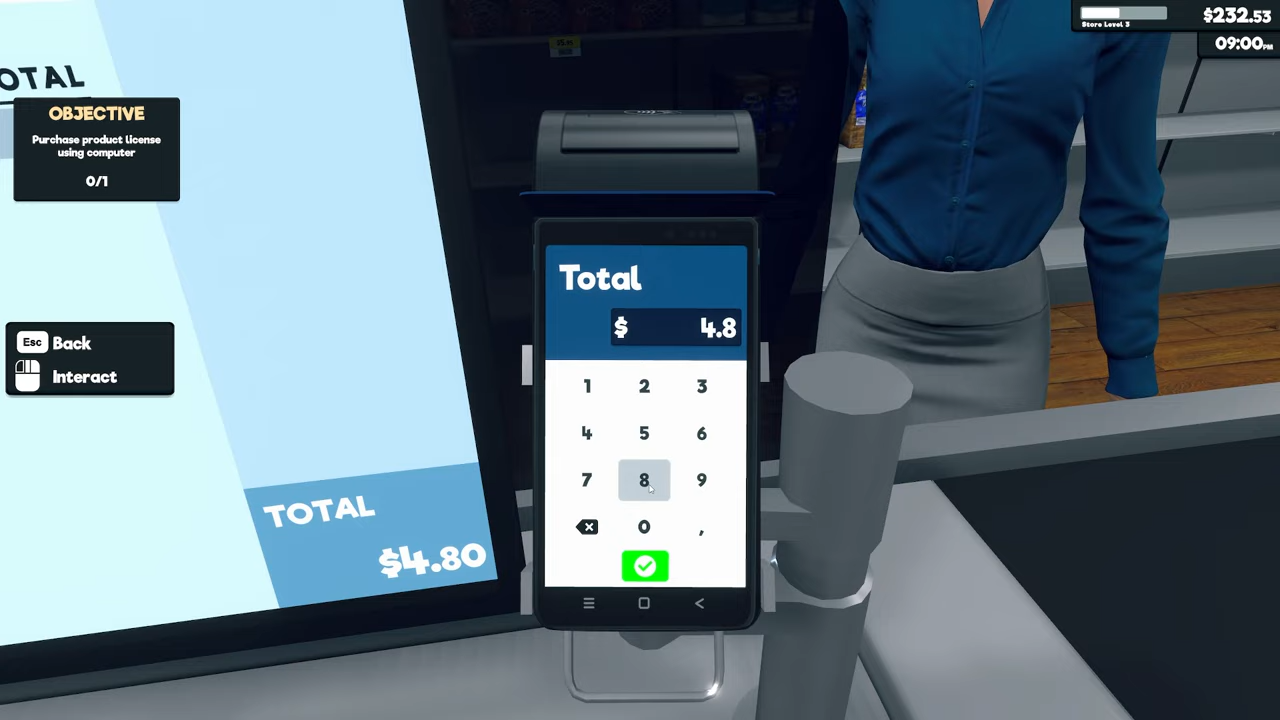 $232.53
Store Level 3
09:00PM
OTAL
OBJECTIVE
Purchase product license
using computer
0/1
Esc Back
Interact
Total
$ 4.8
1 2 3
4 5 6
7 8 9
0 ,
TOTAL
$4.80